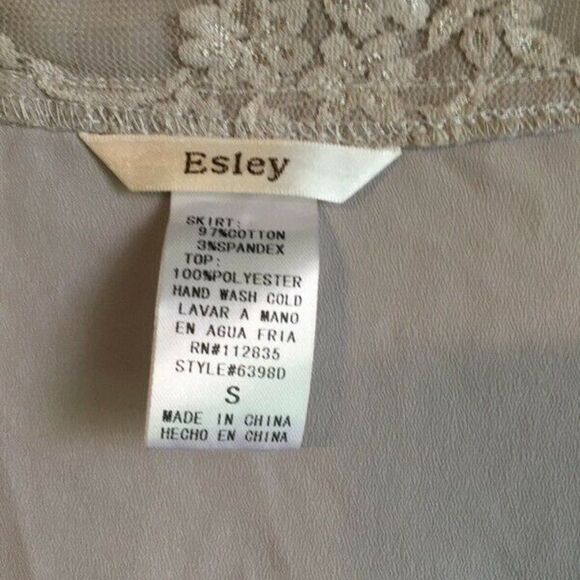 Esley
SKIRT:
97%COTTON
3%SPANDEX
TOP:
100%POLYESTER
HAND WASH COLD
LAVAR A MANO
EN AGUA FRIA
RN#112835
STYLE#6398D
S
MADE IN CHINA
HECHO EN CHINA